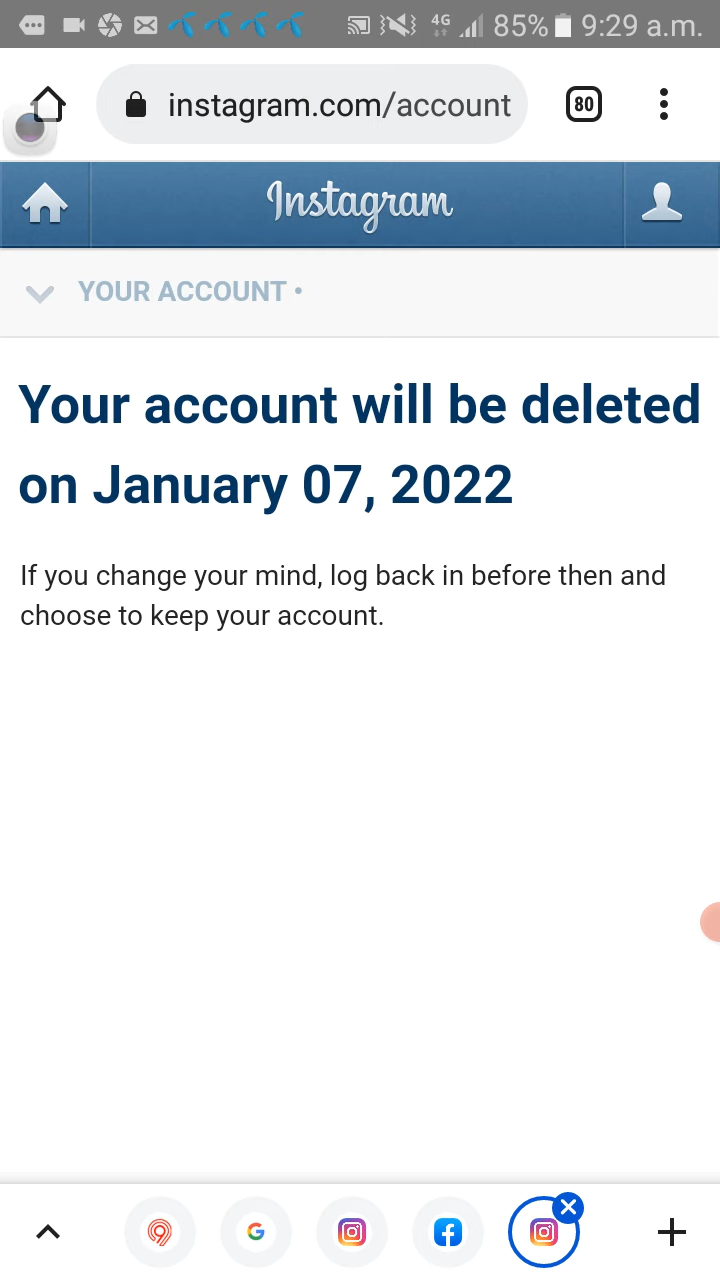 4G 85% 9:29 a.m.
instagram.com/account 80
Instagram
YOUR ACCOUNT •
Your account will be deleted
on January 07, 2022
If you change your mind, log back in before then and
choose to keep your account.